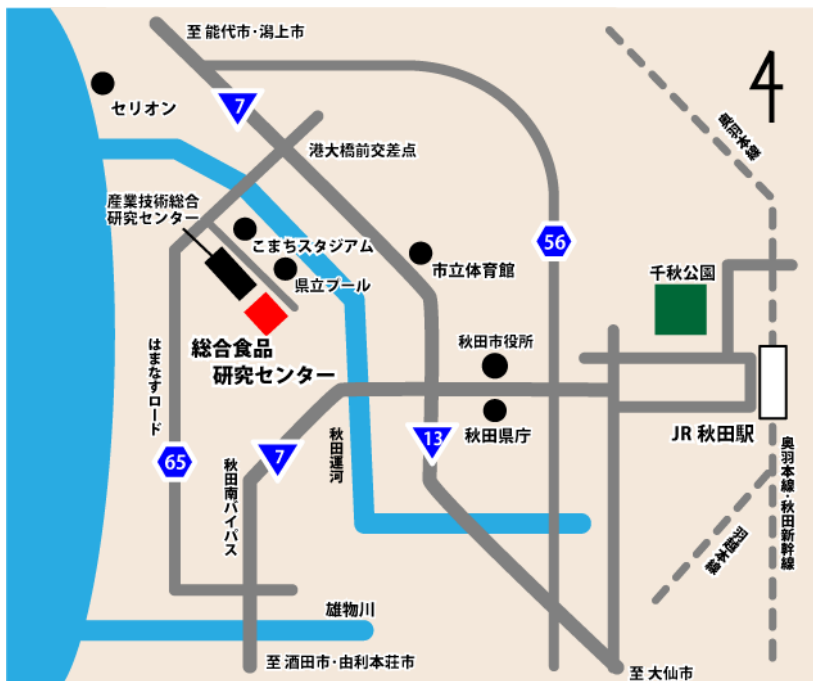 至 能代市・潟上市
セリオン
7
港大橋前交差点
奥羽本線
産業技術総合
研究センター
こまちスタジアム
県立プール
市立体育館
56
千秋公園
総合食品
研究センター
はまなすロード
秋田市役所
秋田県庁
JR 秋田駅
65
秋田南バイパス
7
秋田運河
13
奥羽本線・秋田新幹線
羽越本線
雄物川
至 酒田市・由利本荘市
至 大仙市